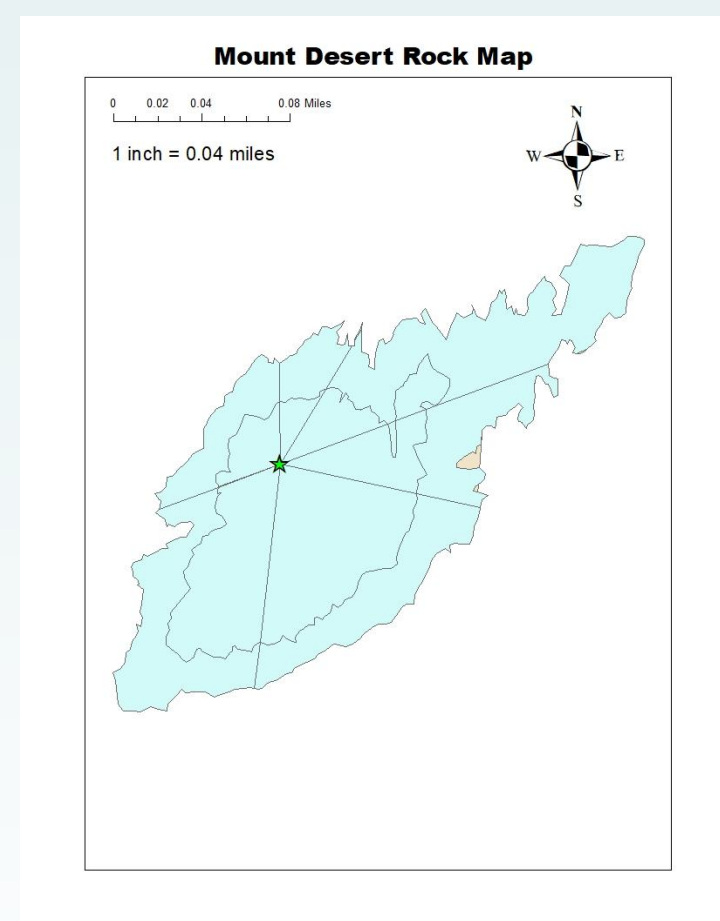 Mount Desert Rock Map
0 0.02 0.04 0.08 Miles
1 inch = 0.04 miles
N
W E
S